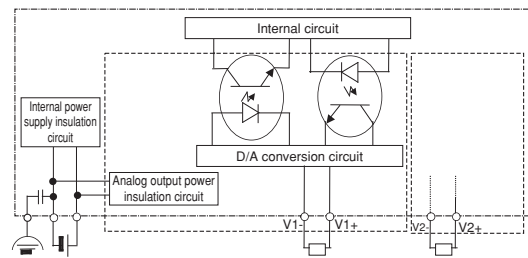 Internal circuit
Internal power
supply insulation
circuit
D/A conversion circuit
Analog output power
insulation circuit
V1- V1+ V2- V2+